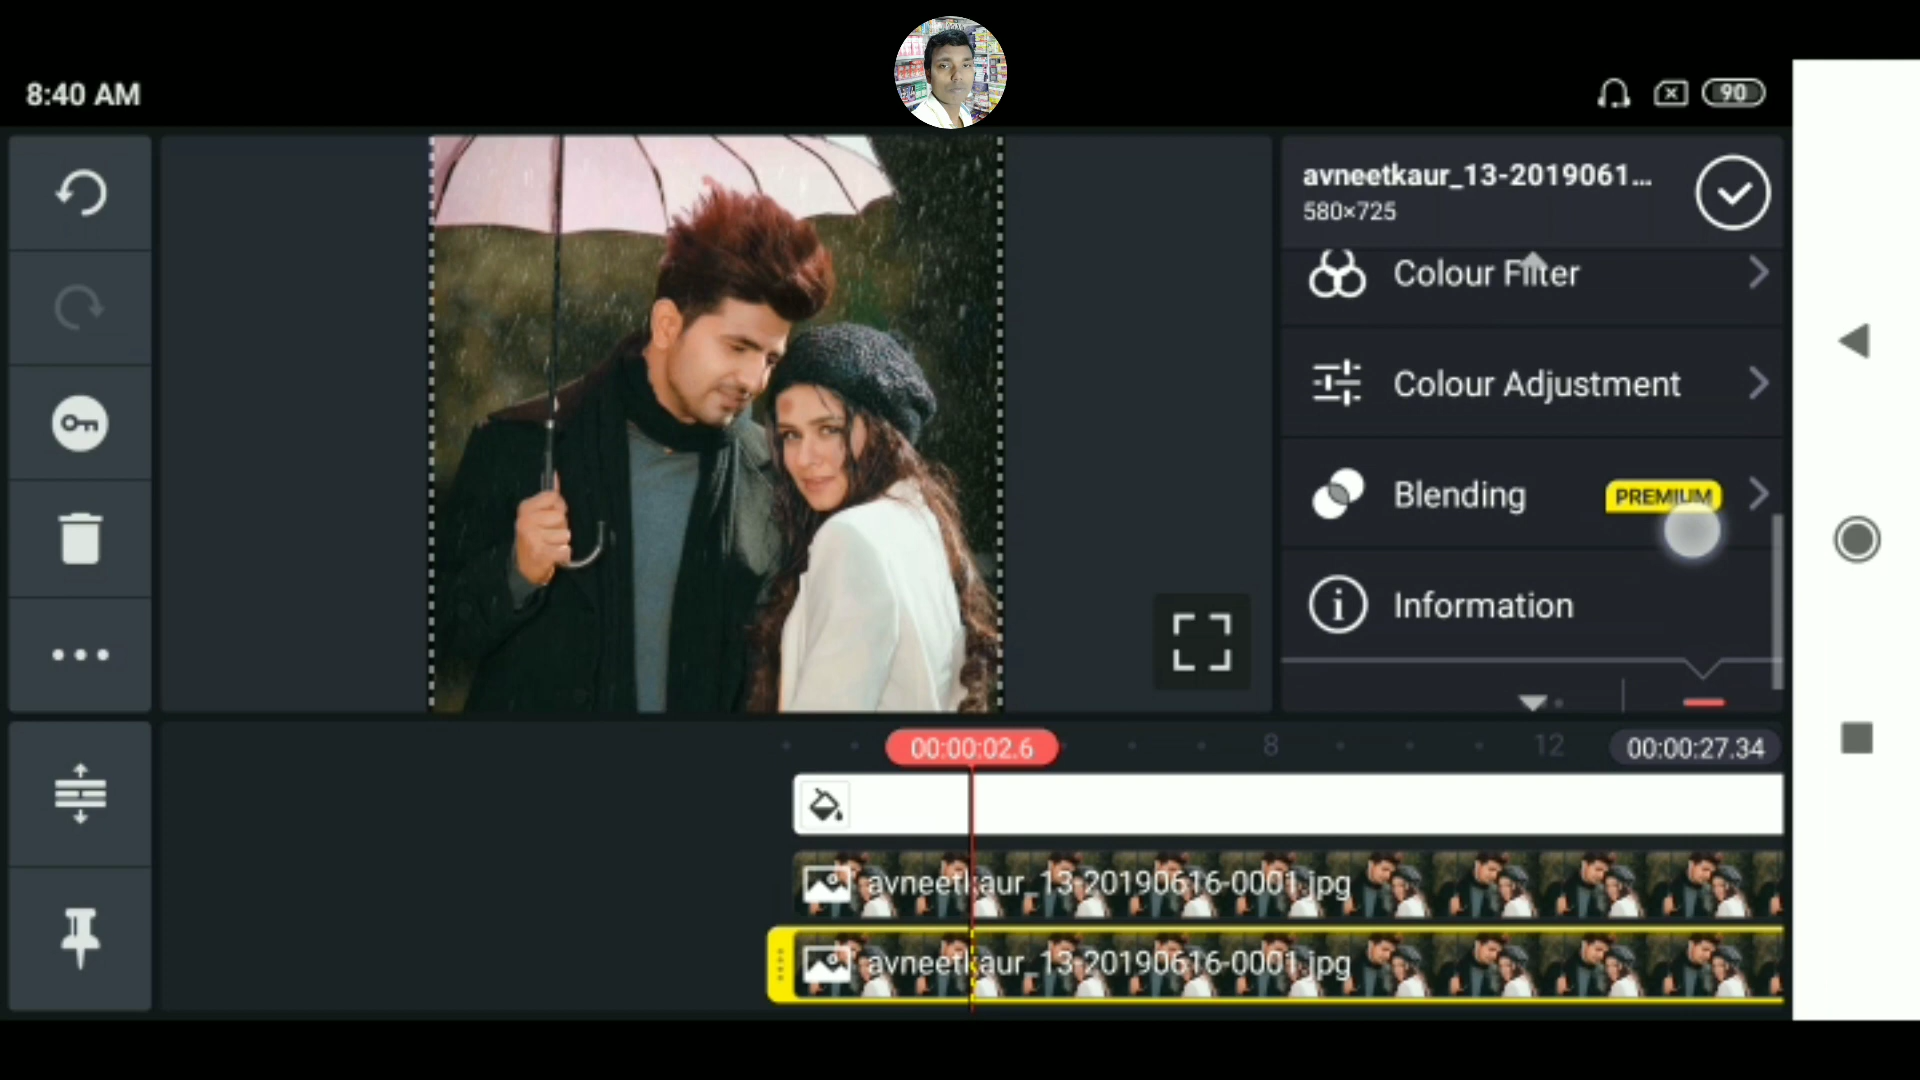 8:40 AM
90
avneetkaur_13-2019061...
580×725
Colour Filter
Colour Adjustment
Blending
PREMIUM
Information
00:00:02.6
8
12
00:00:27.34
avneetkaur_13-20190616-0001.jpg
avneetkaur_13-20190616-0001.jpg